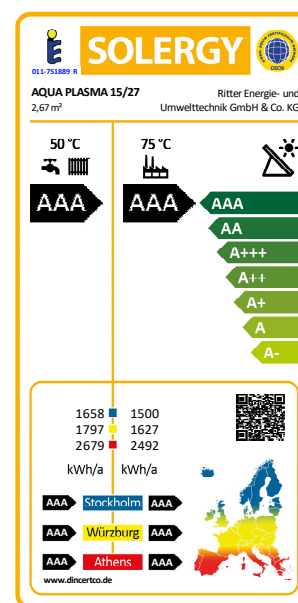 SOLERGY
011-7S1889 R
GSCN
AQUA PLASMA 15/27
2,67 m²
Ritter Energie- und
Umwelttechnik GmbH & Co. KG
50 °C
75 °C
AAA
AAA
AAA
AA
A+++
A++
A+
A
A-
1658 1500
1797 1627
2679 2492
kWh/a kWh/a
AAA Stockholm AAA
AAA Würzburg AAA
AAA Athens AAA
www.dincertco.de